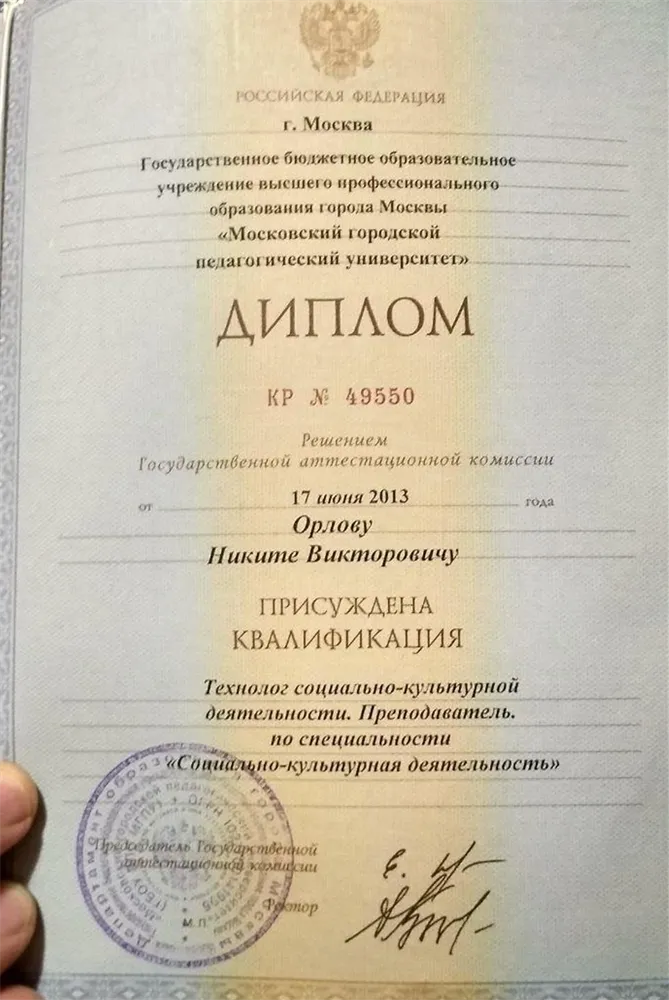 РОССИЙСКАЯ ФЕДЕРАЦИЯ
г. Москва
Государственное бюджетное образовательное
учреждение высшего профессионального
образования города Москвы
«Московский городской
педагогический университет»
ДИПЛОМ
КР № 49550
Решением
Государственной аттестационной комиссии
от 17 июня 2013 года
Орлову
Никите Викторовичу
ПРИСУЖДЕНА
КВАЛИФИКАЦИЯ
Технолог социально-культурной
деятельности. Преподаватель.
по специальности
«Социально-культурная деятельность»
Председатель Государственной
аттестационной комиссии
Ректор
М.П.